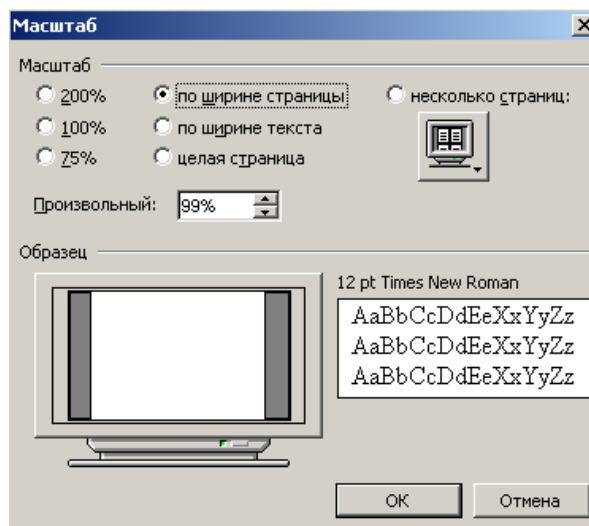 Масштаб
Масштаб
200% по ширине страницы несколько страниц:
100% по ширине текста
75% целая страница
Произвольный: 99%
Образец
12 pt Times New Roman
AaBbCcDdEeXxYyZz
AaBbCcDdEeXxYyZz
AaBbCcDdEeXxYyZz
OK Отмена